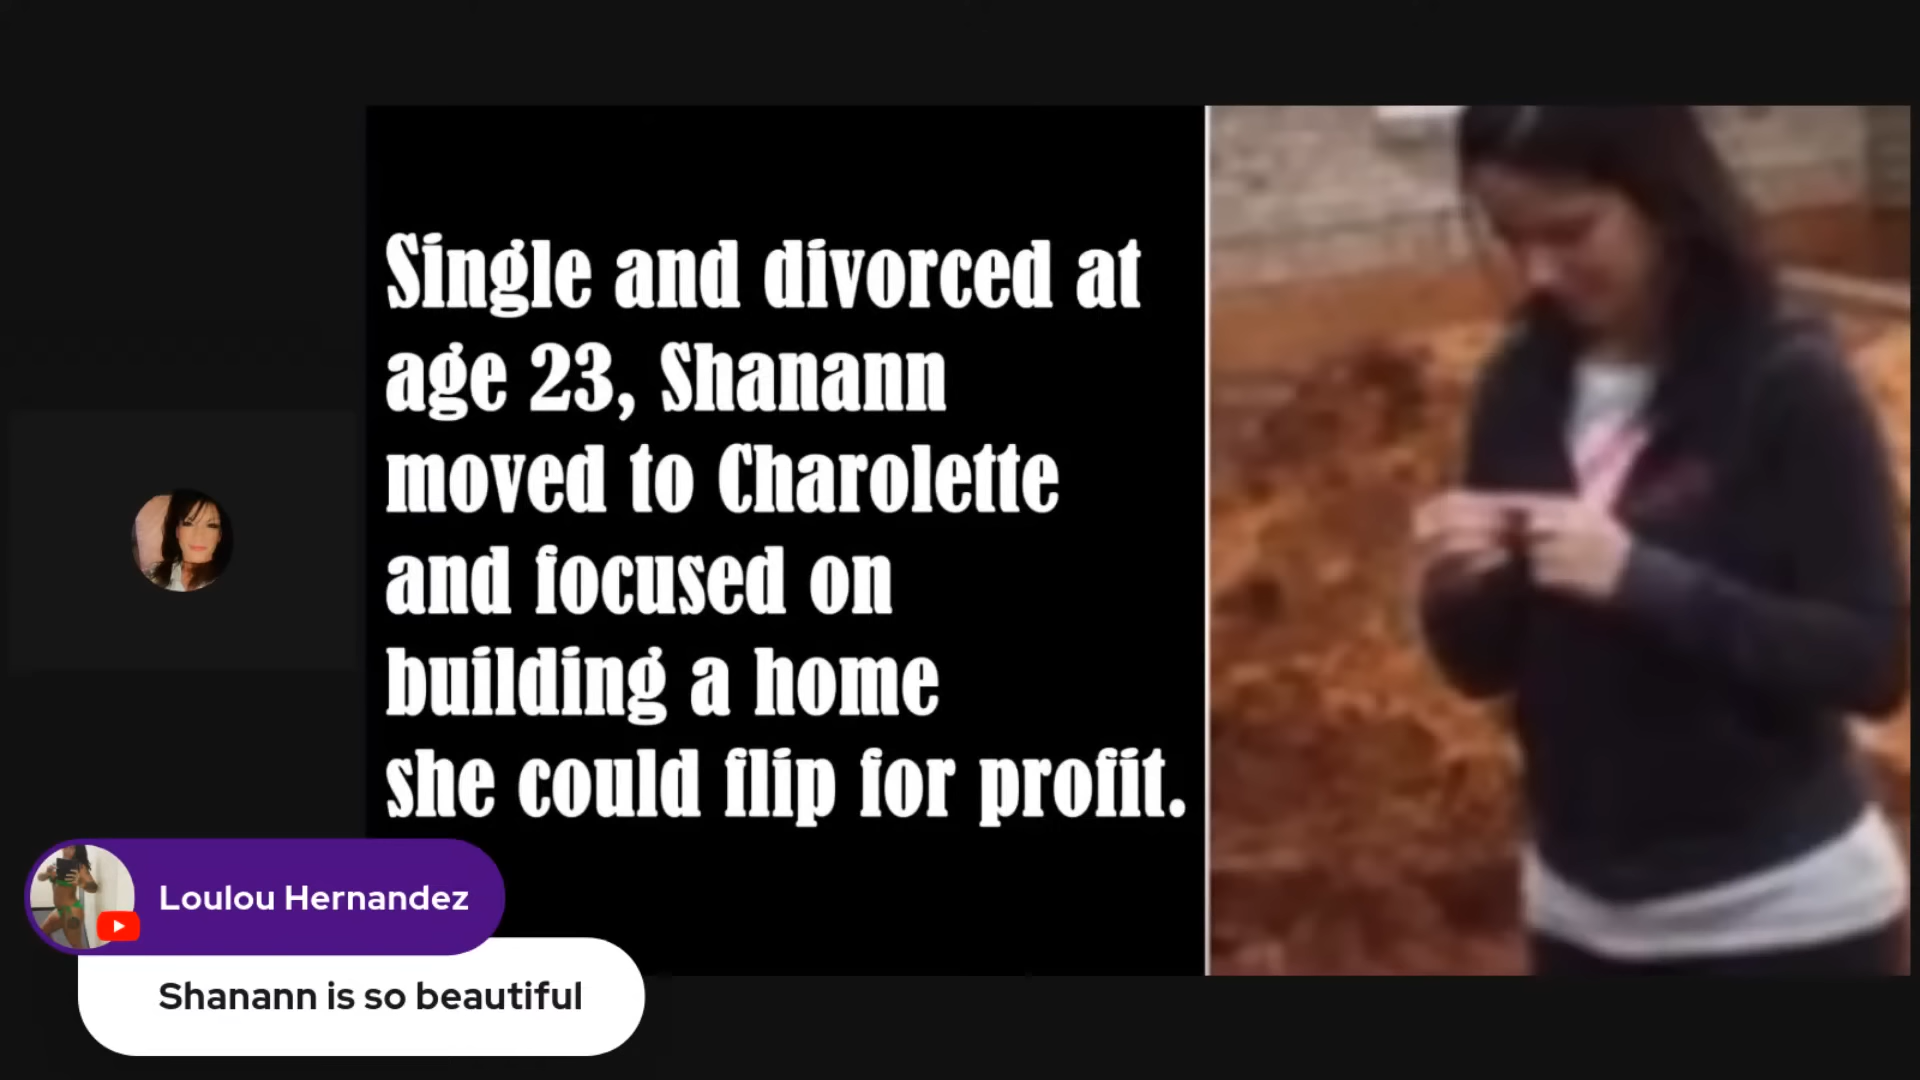 Single and divorced at
age 23, Shanann
moved to Charolette
and focused on
building a home
she could flip for profit.
Loulou Hernandez
Shanann is so beautiful